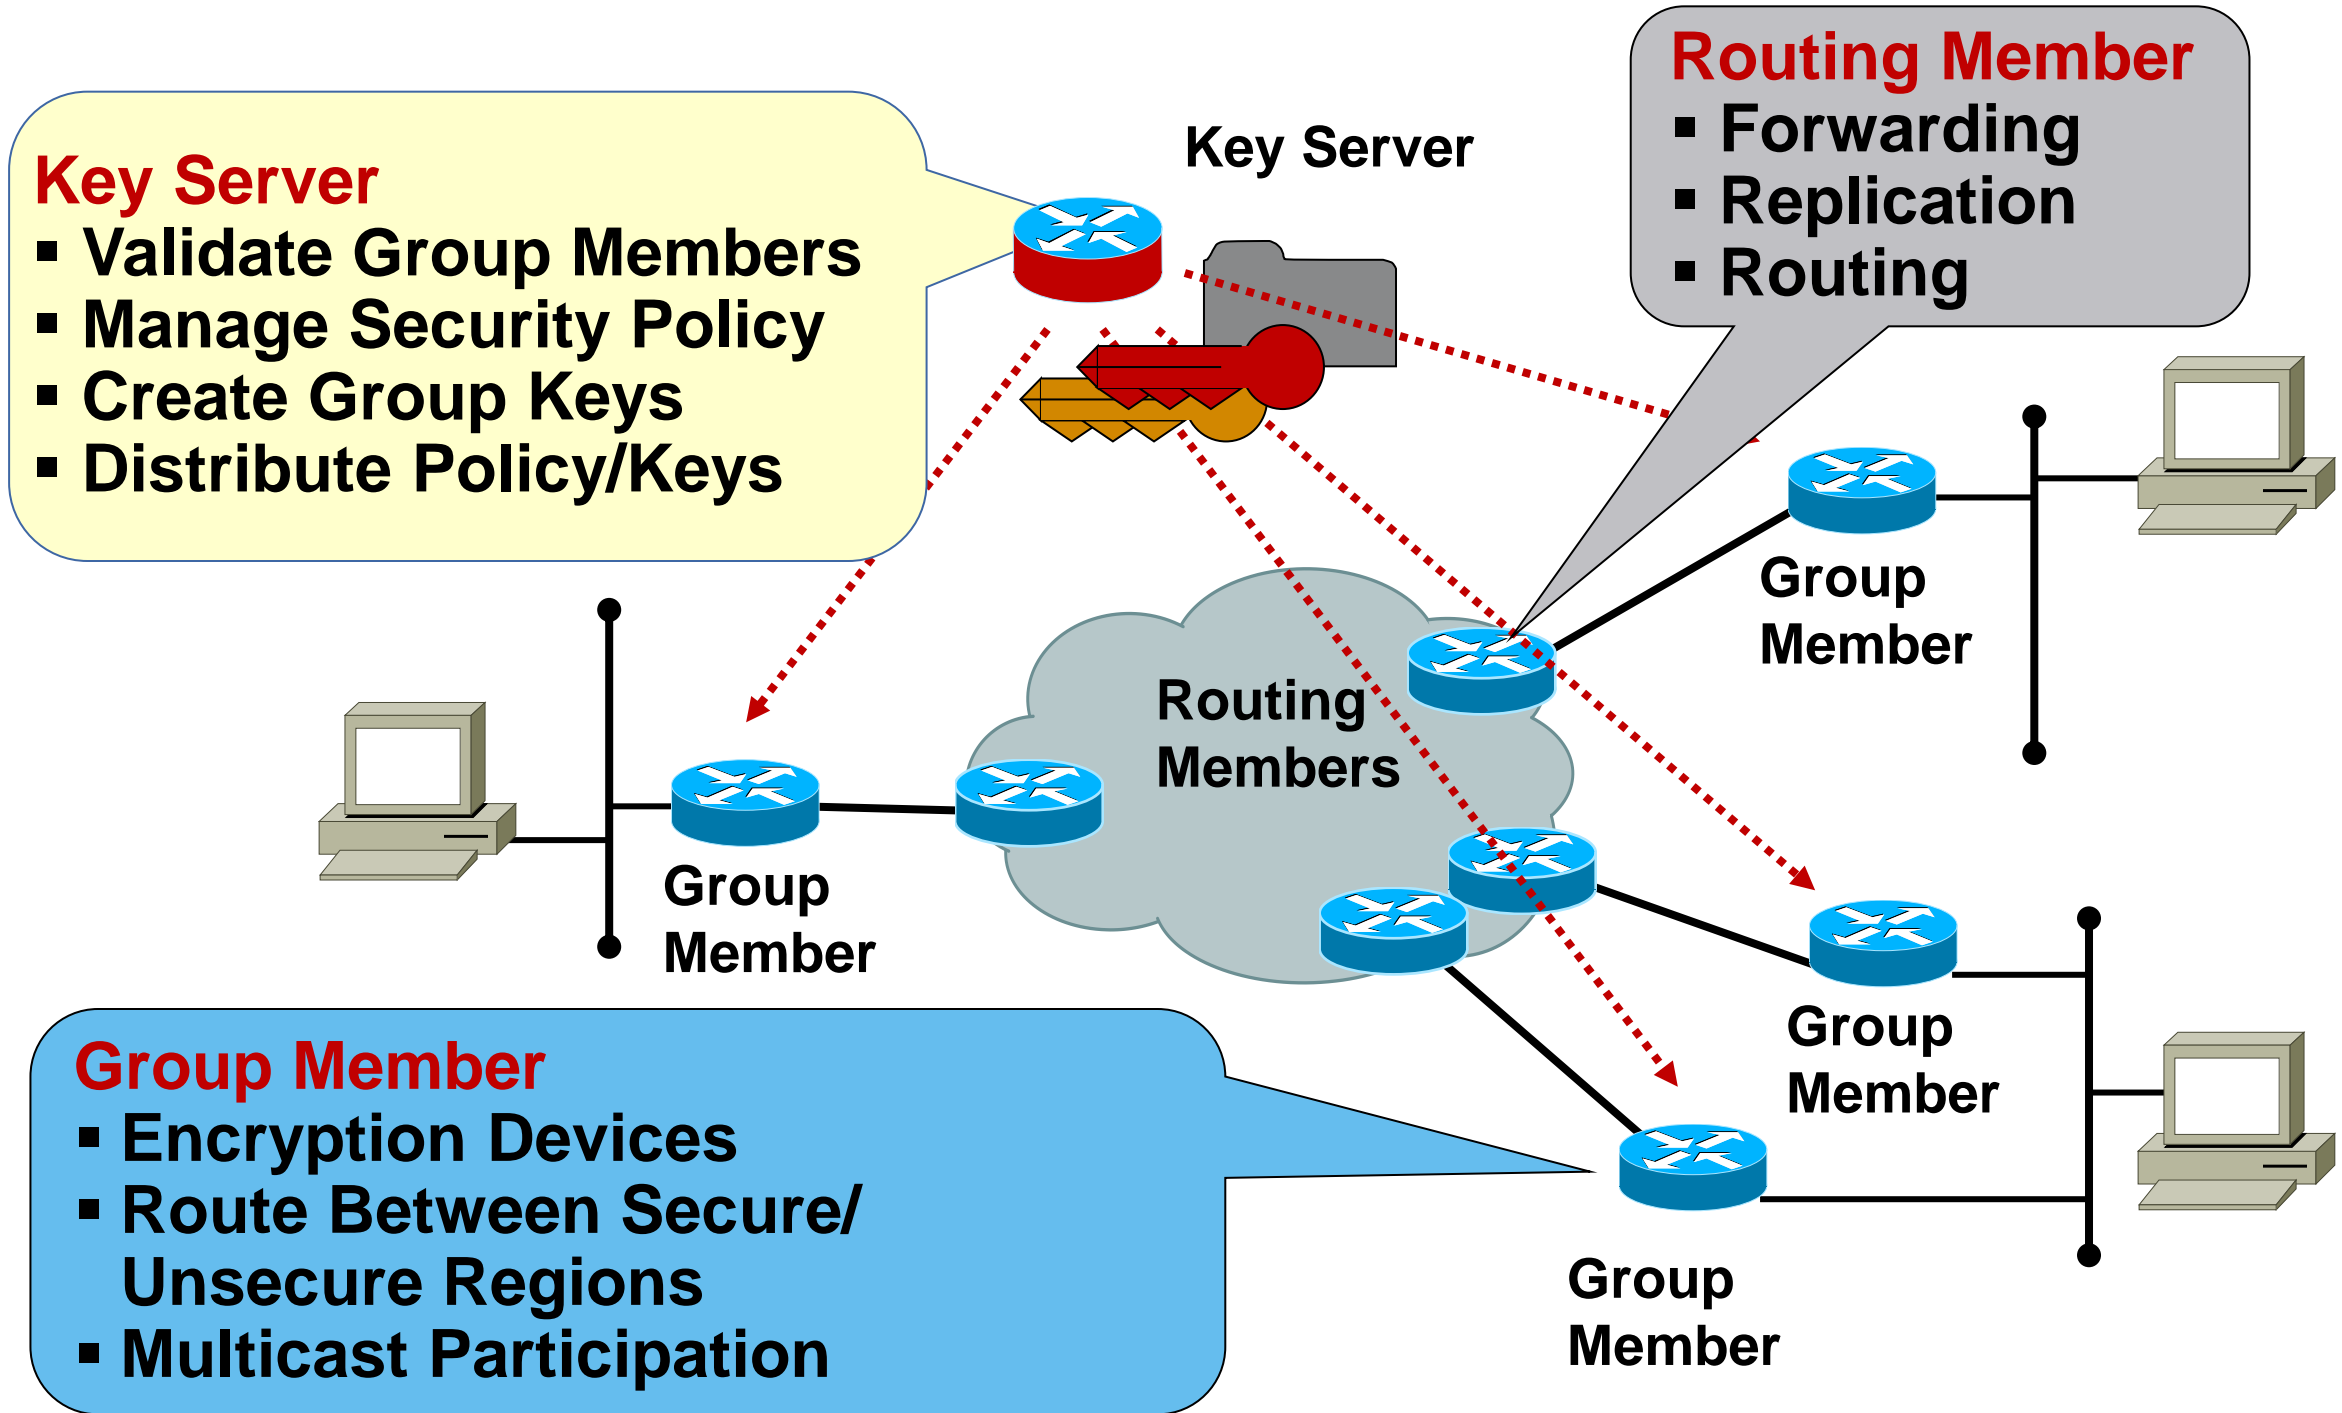 Routing Member
▪ Forwarding
▪ Replication
▪ Routing
Key Server
Key Server
▪ Validate Group Members
▪ Manage Security Policy
▪ Create Group Keys
▪ Distribute Policy/Keys
Group
Member
Routing
Members
Group
Member
Group
Member
Group Member
▪ Encryption Devices
▪ Route Between Secure/
Unsecure Regions
▪ Multicast Participation
Group
Member